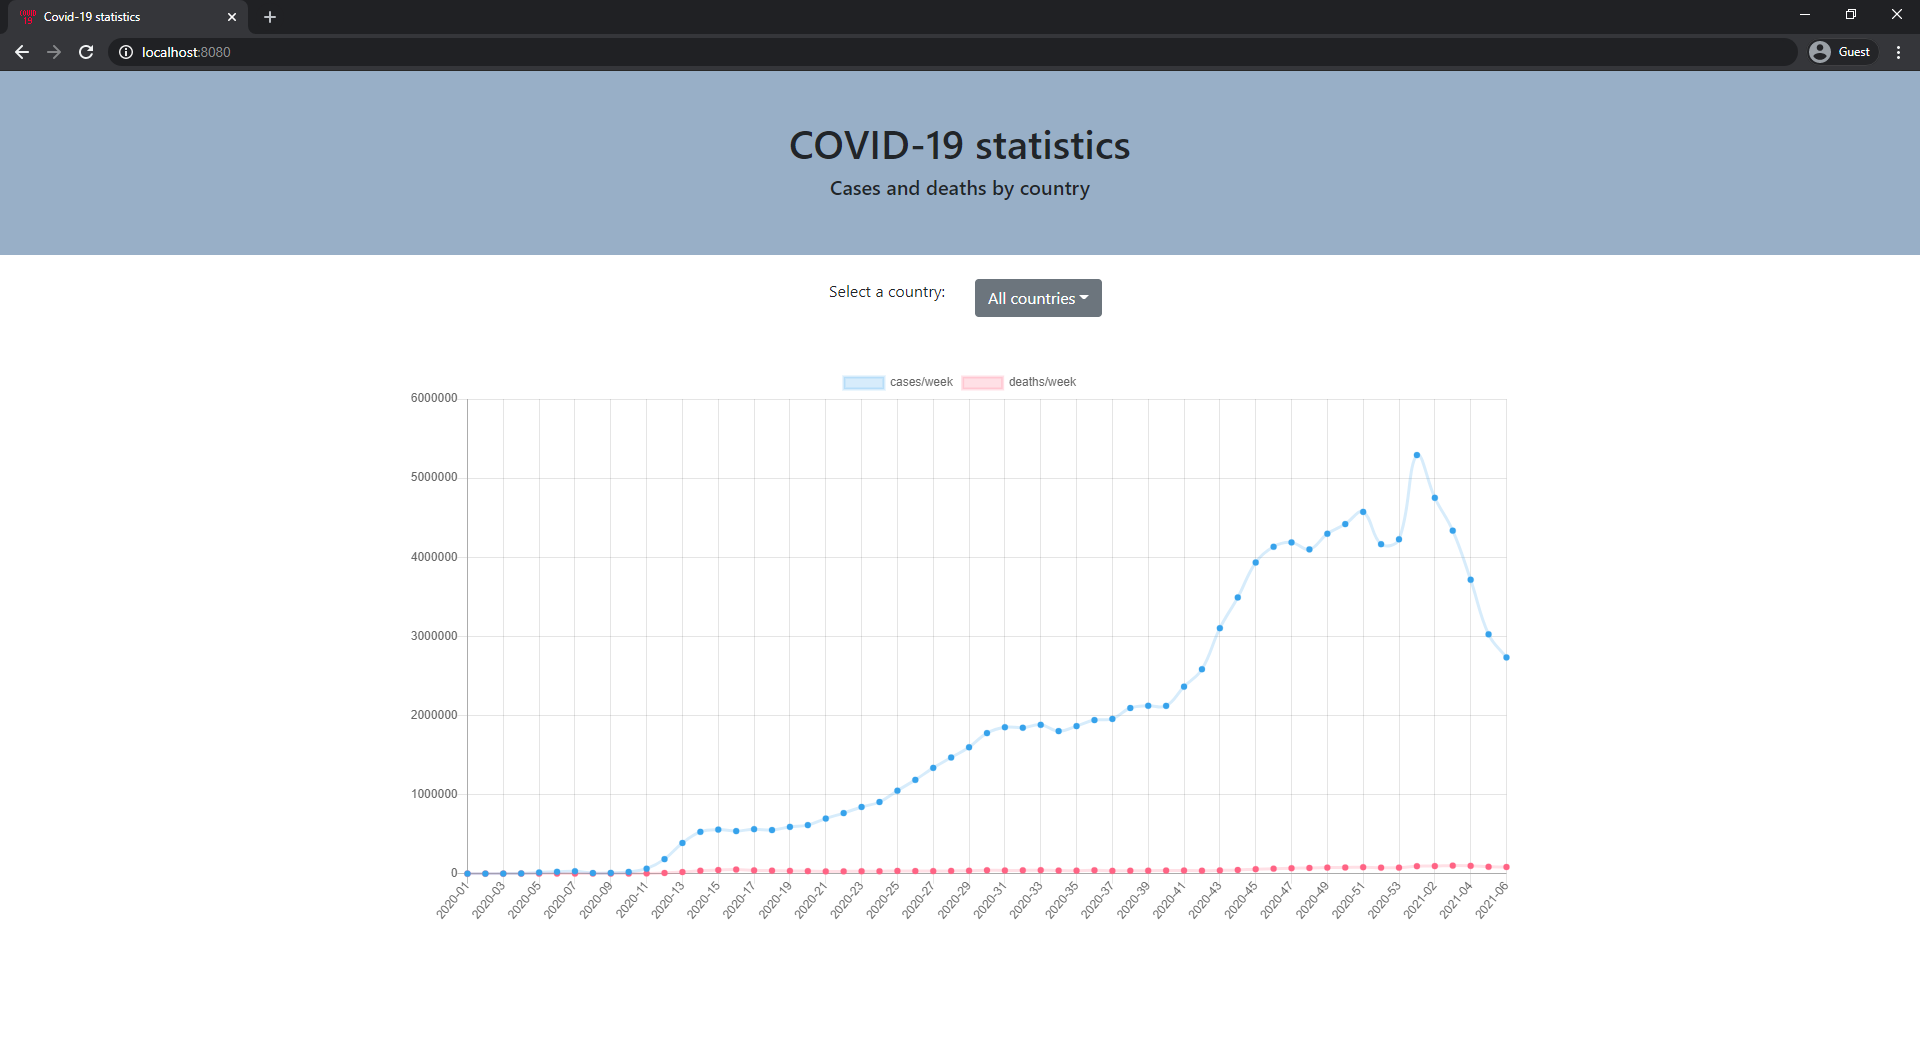 COVID 19 Covid-19 statistics
localhost:8080
Guest
COVID-19 statistics
Cases and deaths by country
Select a country:
All countries
cases/week deaths/week
6000000
5000000
4000000
3000000
2000000
1000000
0
2020-01 2020-03 2020-05 2020-07 2020-09 2020-11 2020-13 2020-15 2020-17 2020-19 2020-21 2020-23 2020-25 2020-27 2020-29 2020-31 2020-33 2020-35 2020-37 2020-39 2020-41 2020-43 2020-45 2020-47 2020-49 2020-51 2020-53 2021-02 2021-04 2021-06